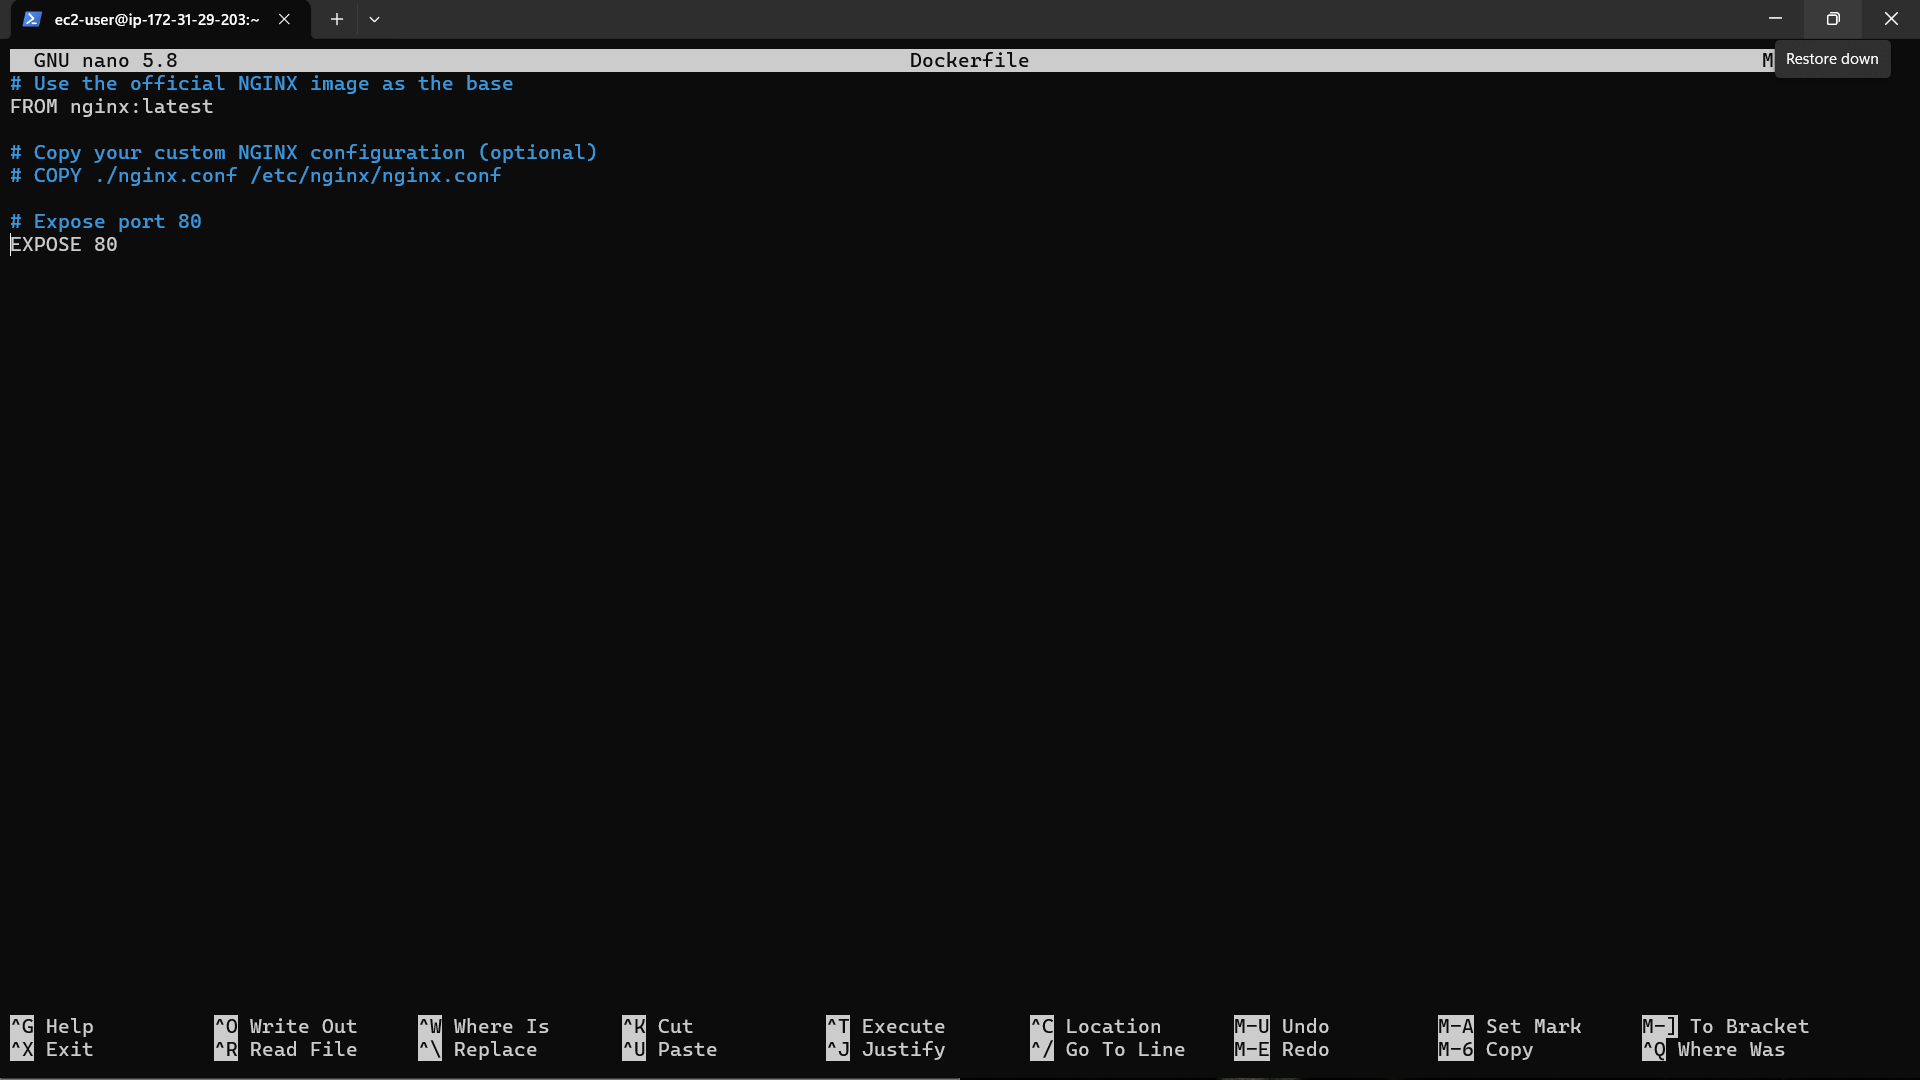 ec2-user@ip-172-31-29-203:~
GNU nano 5.8 Dockerfile M
Restore down
# Use the official NGINX image as the base
FROM nginx:latest
# Copy your custom NGINX configuration (optional)
# COPY ./nginx.conf /etc/nginx/nginx.conf
# Expose port 80
EXPOSE 80
^G Help ^O Write Out ^W Where Is ^K Cut ^T Execute ^C Location M-U Undo M-A Set Mark M-] To Bracket
^X Exit ^R Read File ^\ Replace ^U Paste ^J Justify ^/ Go To Line M-E Redo M-6 Copy ^Q Where Was